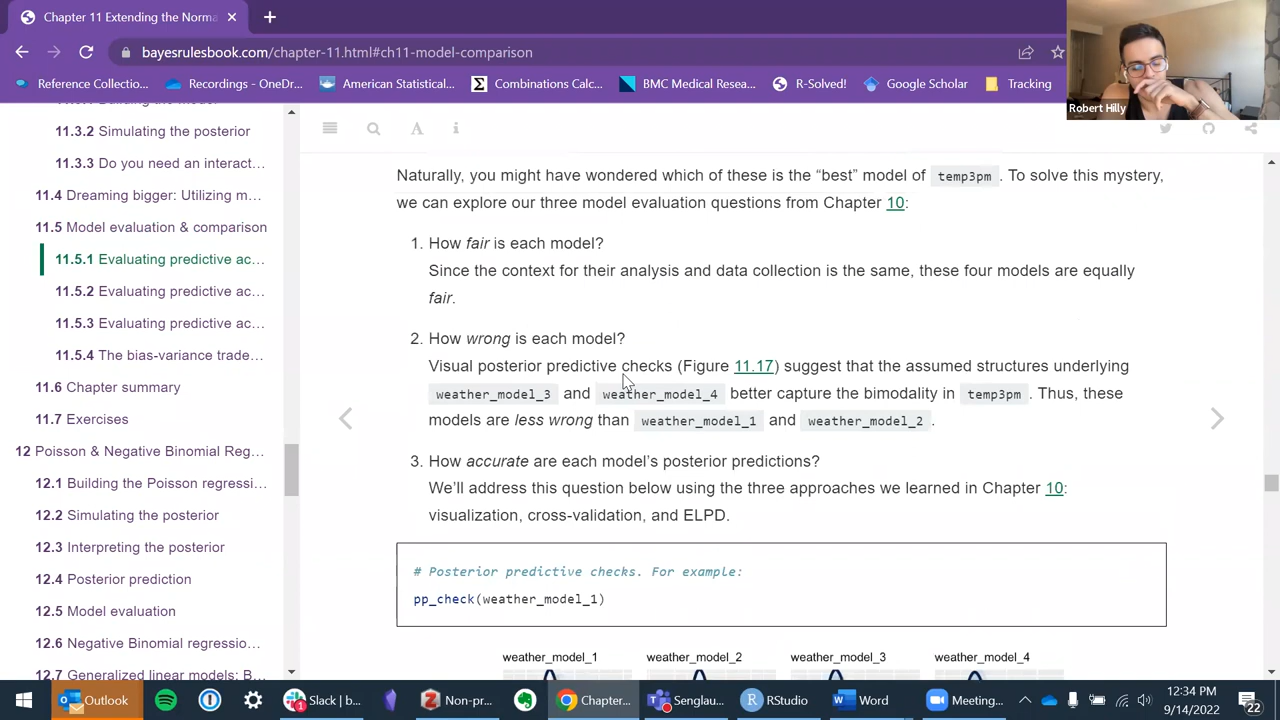 Chapter 11 Extending the Norma
bayesrulesbook.com/chapter-11.html#ch11-model-comparison
Reference Collectio...
Recordings - OneDr...
American Statistical...
Combinations Calc...
BMC Medical Resea...
R-Solved!
Google Scholar
Tracking
Robert Hilly
11.3.2 Simulating the posterior
11.3.3 Do you need an interact...
11.4 Dreaming bigger: Utilizing m...
11.5 Model evaluation & comparison
11.5.1 Evaluating predictive ac...
11.5.2 Evaluating predictive ac...
11.5.3 Evaluating predictive ac...
11.5.4 The bias-variance trade...
11.6 Chapter summary
11.7 Exercises
12 Poisson & Negative Binomial Reg...
12.1 Building the Poisson regressi...
12.2 Simulating the posterior
12.3 Interpreting the posterior
12.4 Posterior prediction
12.5 Model evaluation
12.6 Negative Binomial regressio...
12.7 Generalized linear models: B...
Naturally, you might have wondered which of these is the “best” model of temp3pm . To solve this mystery,
we can explore our three model evaluation questions from Chapter 10:
1. How fair is each model?
Since the context for their analysis and data collection is the same, these four models are equally
fair.
2. How wrong is each model?
Visual posterior predictive checks (Figure 11.17) suggest that the assumed structures underlying
weather_model_3 and weather_model_4 better capture the bimodality in temp3pm . Thus, these
models are less wrong than weather_model_1 and weather_model_2 .
3. How accurate are each model’s posterior predictions?
We’ll address this question below using the three approaches we learned in Chapter 10:
visualization, cross-validation, and ELPD.
# Posterior predictive checks. For example:
pp_check(weather_model_1)
weather_model_1 weather_model_2 weather_model_3 weather_model_4
Outlook
Slack | b...
Non-pr...
Chapter...
Senglau...
RStudio
Word
Meeting...
12:34 PM
9/14/2022
22